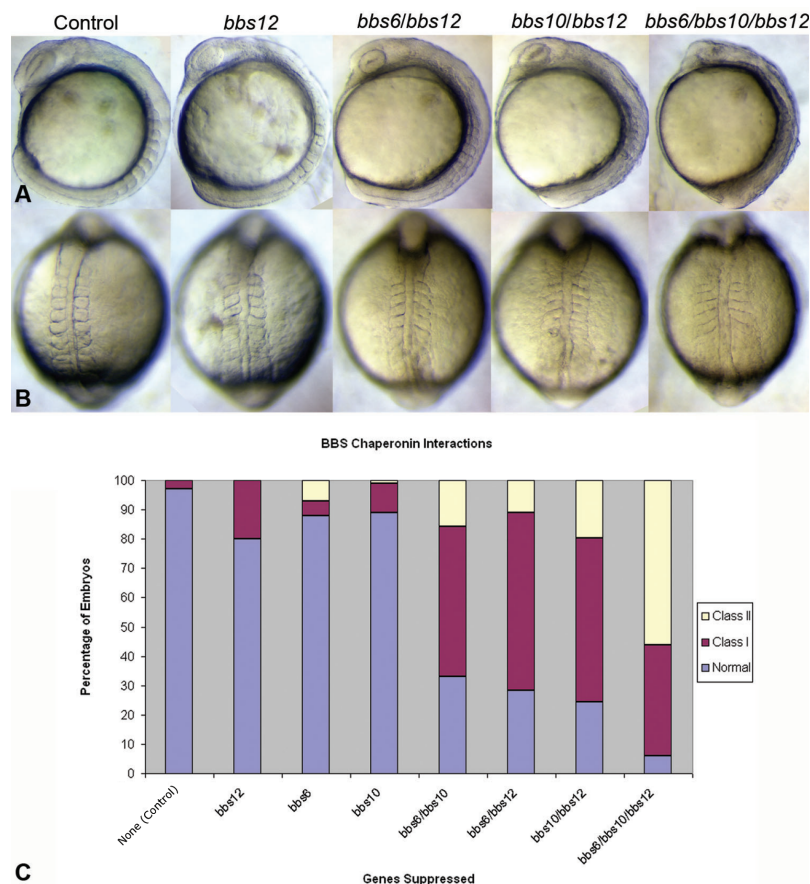 Control bbs12 bbs6/bbs12 bbs10/bbs12 bbs6/bbs10/bbs12
A
B
BBS Chaperonin Interactions
100
90
80
70
60
50
40
30
20
10
0
Percentage of Embryos
Class II
Class I
Normal
None (Control)
bbs12
bbs6
bbs10
bbs6/bbs10
bbs6/bbs12
bbs10/bbs12
bbs6/bbs10/bbs12
Genes Suppressed
C